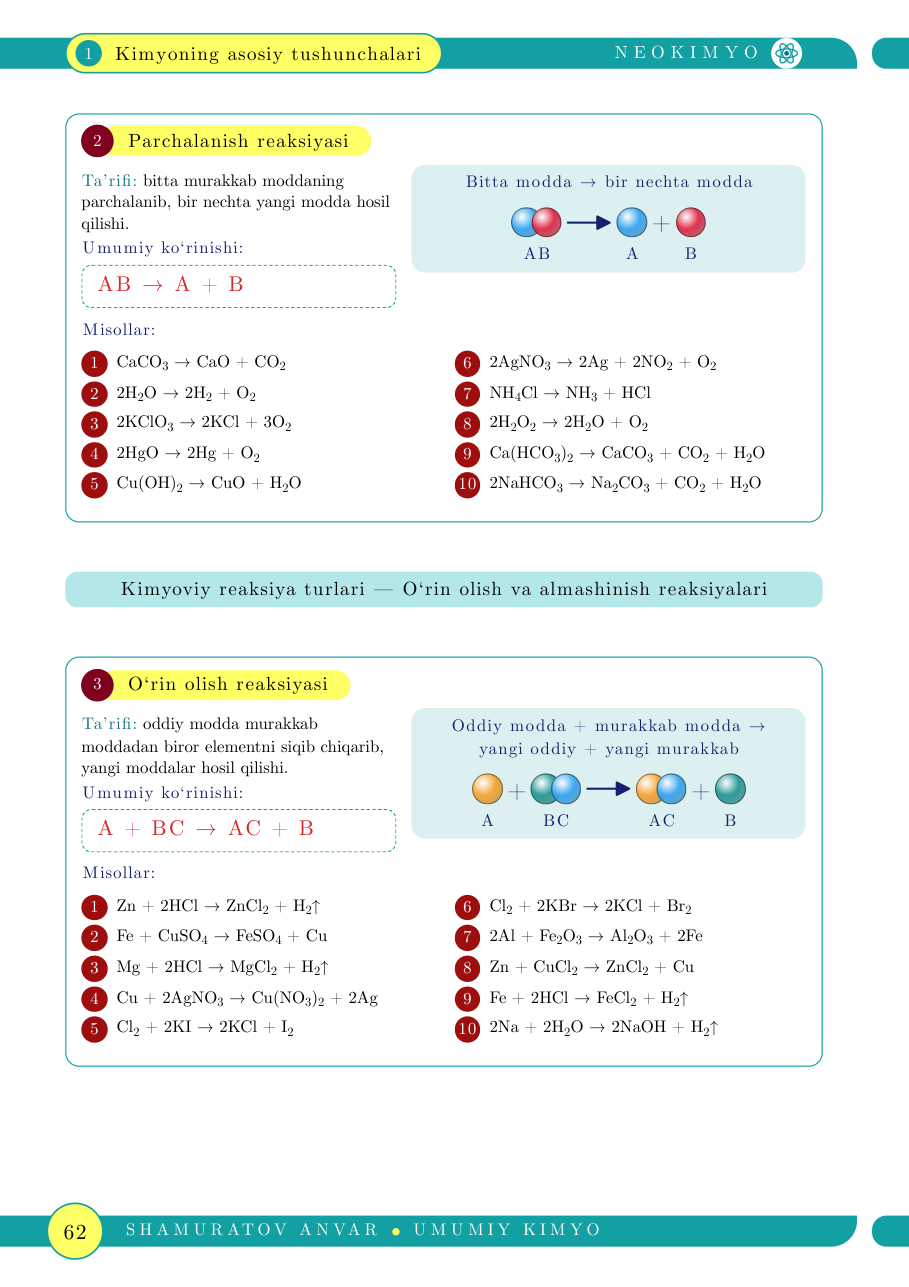 1 Kimyoning asosiy tushunchalari
NEOKIMYO
2 Parchalanish reaksiyasi
Ta’rifi: bitta murakkab moddaning
parchalanib, bir nechta yangi modda hosil
qilishi.
Umumiy ko‘rinishi:
AB → A + B
Bitta modda → bir nechta modda
+
AB A B
Misollar:
1 CaCO₃ → CaO + CO₂
2 2H₂O → 2H₂ + O₂
3 2KClO₃ → 2KCl + 3O₂
4 2HgO → 2Hg + O₂
5 Cu(OH)₂ → CuO + H₂O
6 2AgNO₃ → 2Ag + 2NO₂ + O₂
7 NH₄Cl → NH₃ + HCl
8 2H₂O₂ → 2H₂O + O₂
9 Ca(HCO₃)₂ → CaCO₃ + CO₂ + H₂O
10 2NaHCO₃ → Na₂CO₃ + CO₂ + H₂O
Kimyoviy reaksiya turlari — O‘rin olish va almashinish reaksiyalari
3 O‘rin olish reaksiyasi
Ta’rifi: oddiy modda murakkab
moddadan biror elementni siqib chiqarib,
yangi moddalar hosil qilishi.
Umumiy ko‘rinishi:
A + BC → AC + B
Oddiy modda + murakkab modda →
yangi oddiy + yangi murakkab
+ +
A BC AC B
Misollar:
1 Zn + 2HCl → ZnCl₂ + H₂↑
2 Fe + CuSO₄ → FeSO₄ + Cu
3 Mg + 2HCl → MgCl₂ + H₂↑
4 Cu + 2AgNO₃ → Cu(NO₃)₂ + 2Ag
5 Cl₂ + 2KI → 2KCl + I₂
6 Cl₂ + 2KBr → 2KCl + Br₂
7 2Al + Fe₂O₃ → Al₂O₃ + 2Fe
8 Zn + CuCl₂ → ZnCl₂ + Cu
9 Fe + 2HCl → FeCl₂ + H₂↑
10 2Na + 2H₂O → 2NaOH + H₂↑
62 SHAMURATOV ANVAR • UMUMIY KIMYO